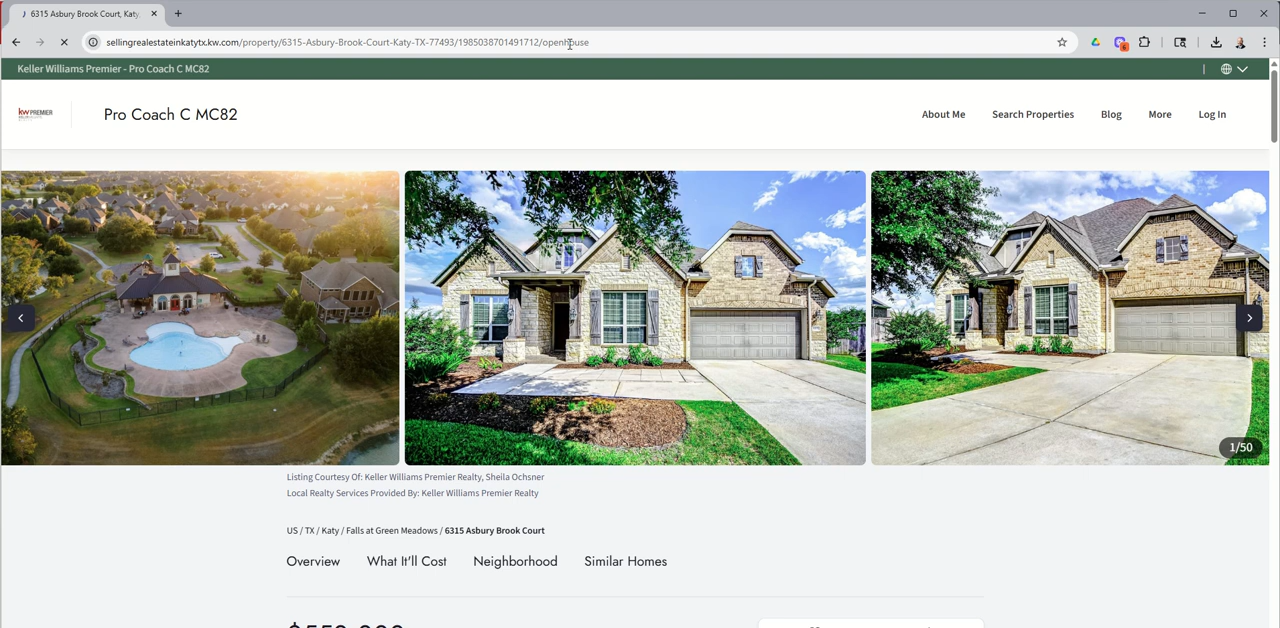 6315 Asbury Brook Court, Katy,
sellingrealestateinkatytx.kw.com/property/6315-Asbury-Brook-Court-Katy-TX-77493/1985038701491712/openhouse
6
Keller Williams Premier - Pro Coach C MC82
|
kw PREMIER
Pro Coach C MC82
About Me
Search Properties
Blog
More
Log In
1/50
Listing Courtesy Of: Keller Williams Premier Realty, Sheila Ochsner
Local Realty Services Provided By: Keller Williams Premier Realty
US / TX / Katy / Falls at Green Meadows / 6315 Asbury Brook Court
Overview
What It'll Cost
Neighborhood
Similar Homes